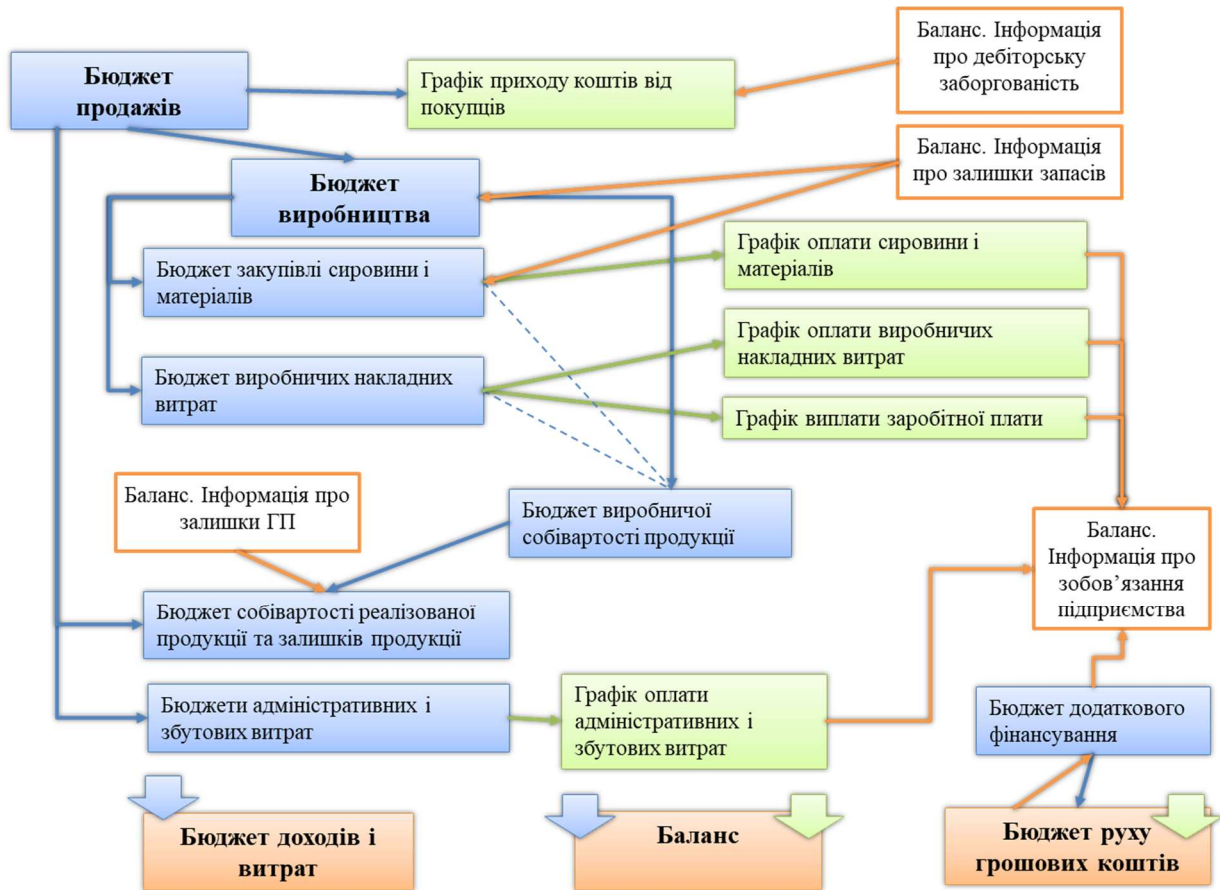 Бюджет
продажів
Графік приходу коштів від
покупців
Баланс. Інформація
про дебіторську
заборгованість
Баланс. Інформація
про залишки запасів
Бюджет
виробництва
Бюджет закупівлі сировини і
матеріалів
Графік оплати сировини і
матеріалів
Графік оплати виробничих
накладних витрат
Бюджет виробничих накладних
витрат
Графік виплати заробітної плати
Баланс. Інформація про
залишки ГП
Бюджет виробничої
собівартості продукції
Баланс.
Інформація про
зобов’язання
підприємства
Бюджет собівартості реалізованої
продукції та залишків продукції
Бюджети адміністративних і
збутових витрат
Графік оплати
адміністративних і
збутових витрат
Бюджет додаткового
фінансування
Бюджет доходів і
витрат
Баланс
Бюджет руху
грошових коштів